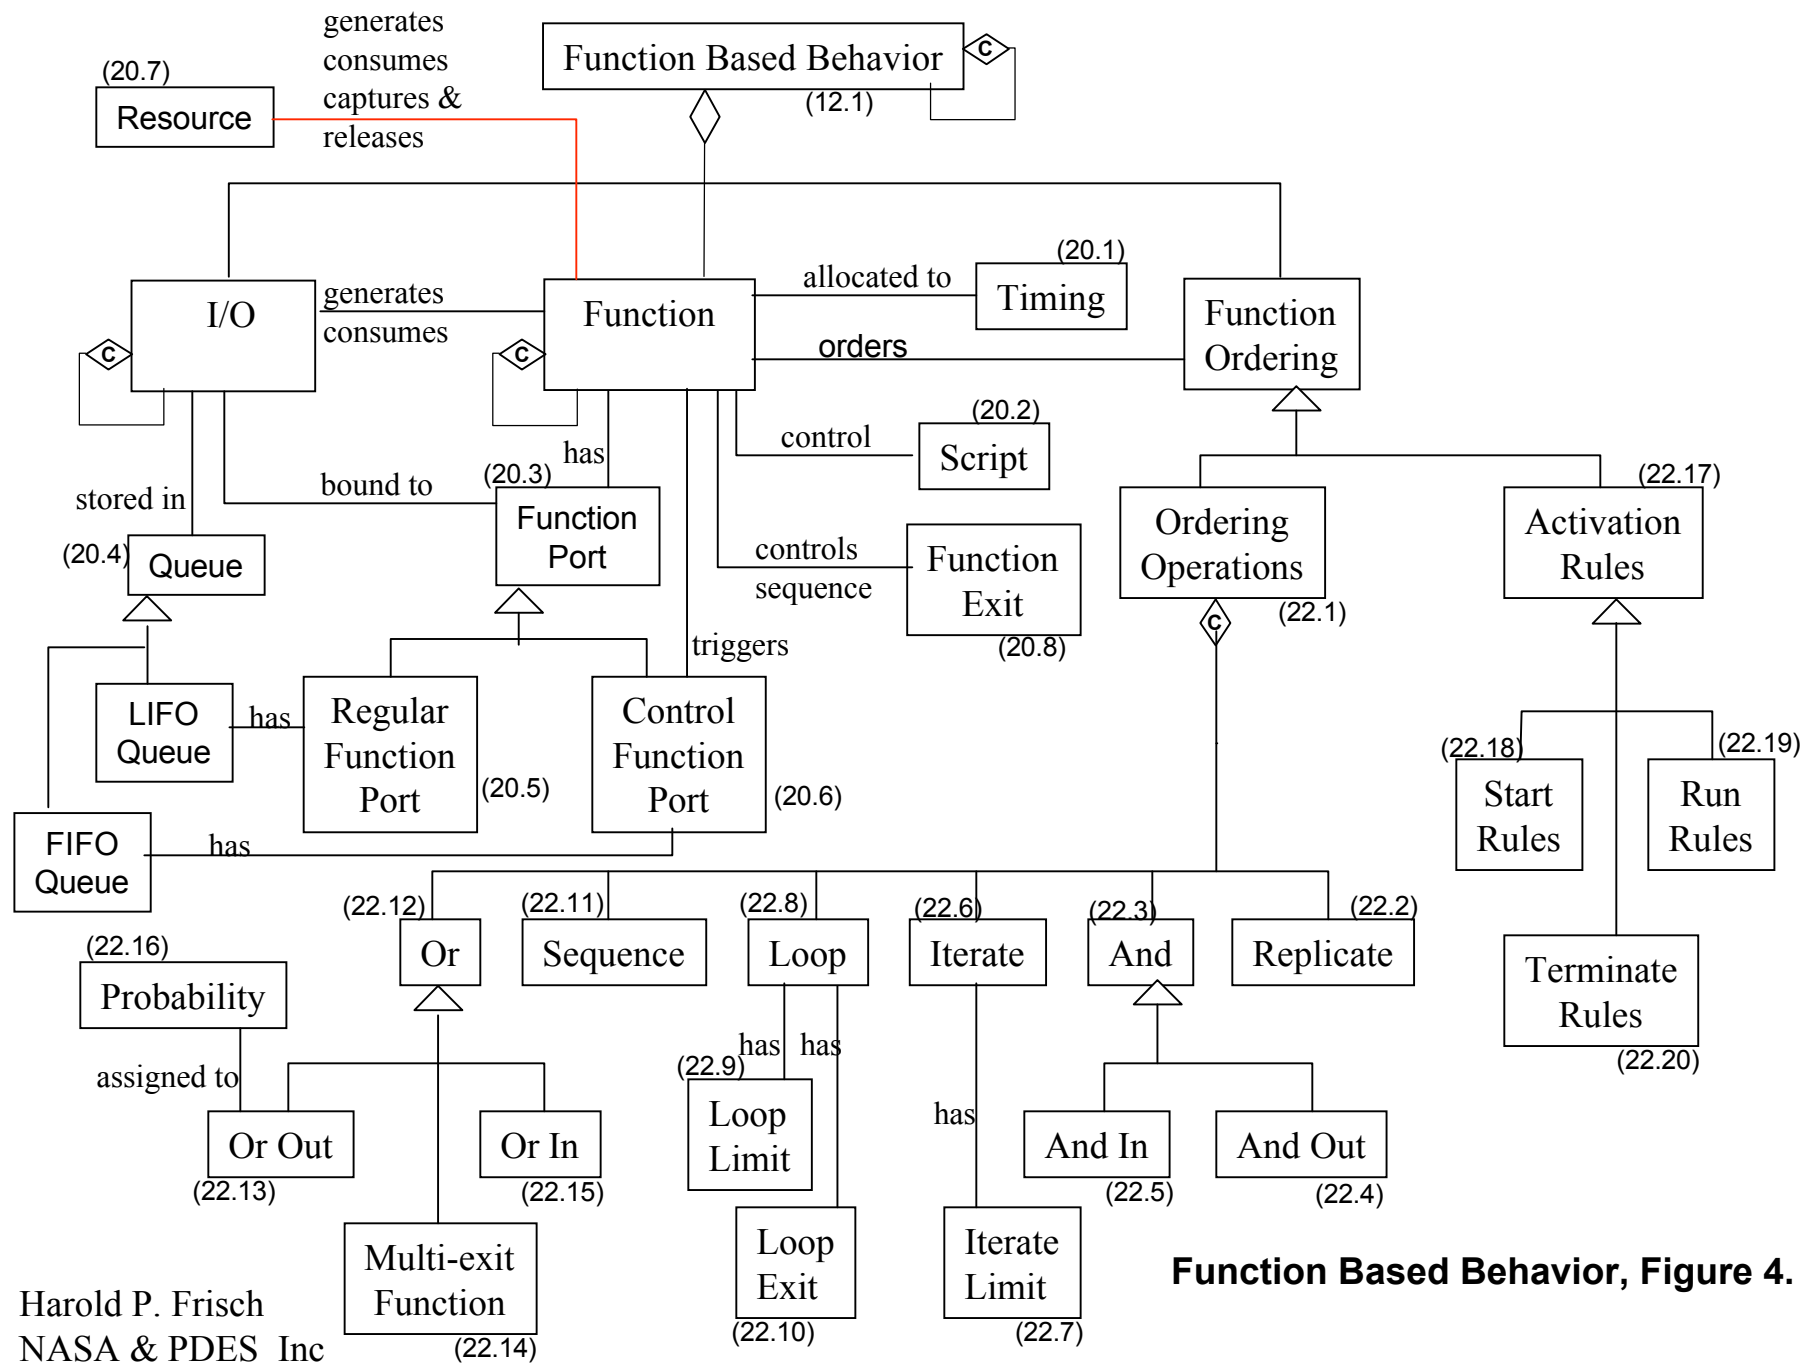 generates
consumes
captures &
releases
(20.7)
Resource
Function Based Behavior
C
(12.1)
I/O
C
generates
consumes
Function
C
allocated to
(20.1)
Timing
orders
Function
Ordering
(20.2)
control
Script
has
(20.3)
bound to
stored in
Function
Port
(20.4)
Queue
controls
sequence
Function
Exit
(20.8)
Ordering
Operations
(22.1)
C
(22.17)
Activation
Rules
triggers
LIFO
Queue
has
Regular
Function
Port
(20.5)
Control
Function
Port
(20.6)
FIFO
Queue
has
(22.18)
Start
Rules
(22.19)
Run
Rules
(22.12)
Or
(22.11)
Sequence
(22.8)
Loop
(22.6)
Iterate
(22.3)
And
(22.2)
Replicate
Terminate
Rules
(22.20)
(22.16)
Probability
assigned to
Or Out
(22.13)
Or In
(22.15)
has
has
(22.9)
Loop
Limit
has
And In
(22.5)
And Out
(22.4)
Multi-exit
Function
(22.14)
Loop
Exit
(22.10)
Iterate
Limit
(22.7)
Function Based Behavior, Figure 4.
Harold P. Frisch
NASA & PDES Inc